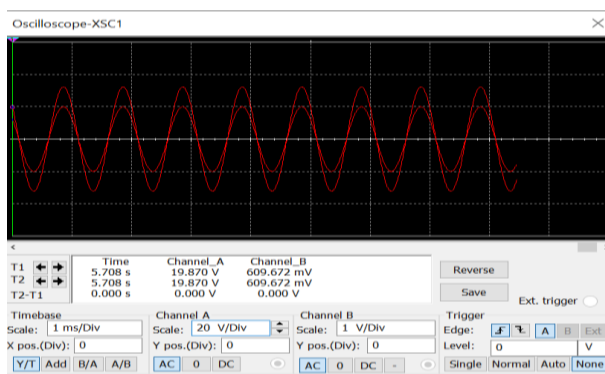 Oscilloscope-XSC1
Time Channel_A Channel_B
T1 5.708 s 19.870 V 609.672 mV
T2 5.708 s 19.870 V 609.672 mV
T2-T1 0.000 s 0.000 V 0.000 V
Reverse
Save
Ext. trigger
Timebase
Scale: 1 ms/Div
X pos.(Div): 0
Y/T Add B/A A/B
Channel A
Scale: 20 V/Div
Y pos.(Div): 0
AC 0 DC
Channel B
Scale: 1 V/Div
Y pos.(Div): 0
AC 0 DC -
Trigger
Edge: A B Ext
Level: 0 V
Single Normal Auto None